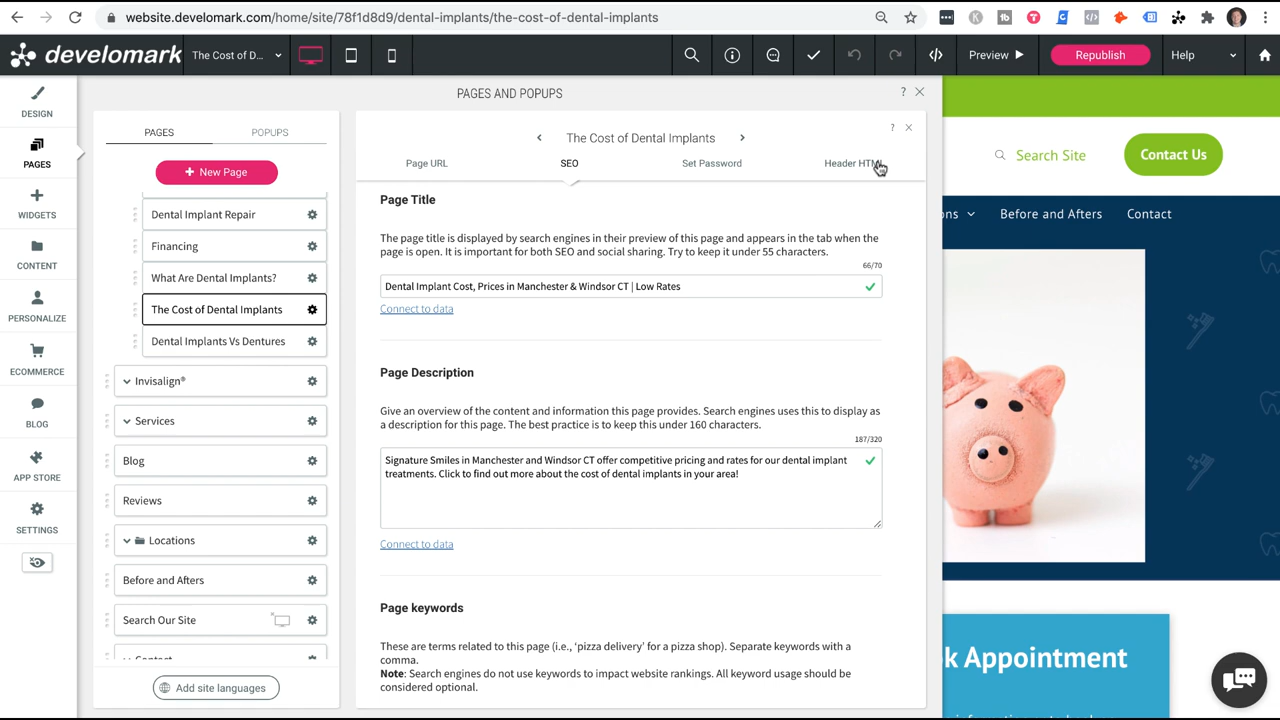 website.develomark.com/home/site/78f1d8d9/dental-implants/the-cost-of-dental-implants
develomark
The Cost of D...
Preview
Republish
Help
DESIGN
PAGES
WIDGETS
CONTENT
PERSONALIZE
ECOMMERCE
BLOG
APP STORE
SETTINGS
PAGES AND POPUPS
?
PAGES
POPUPS
+ New Page
Dental Implant Repair
Financing
What Are Dental Implants?
The Cost of Dental Implants
Dental Implants Vs Dentures
Invisalign®
Services
Blog
Reviews
Locations
Before and Afters
Search Our Site
Contact
Add site languages
The Cost of Dental Implants
?
Page URL
SEO
Set Password
Header HTML
Page Title
The page title is displayed by search engines in their preview of this page and appears in the tab when the
page is open. It is important for both SEO and social sharing. Try to keep it under 55 characters.
66/70
Dental Implant Cost, Prices in Manchester & Windsor CT | Low Rates
Connect to data
Page Description
Give an overview of the content and information this page provides. Search engines uses this to display as
a description for this page. The best practice is to keep this under 160 characters.
187/320
Signature Smiles in Manchester and Windsor CT offer competitive pricing and rates for our dental implant
treatments. Click to find out more about the cost of dental implants in your area!
Connect to data
Page keywords
These are terms related to this page (i.e., 'pizza delivery' for a pizza shop). Separate keywords with a
comma.
Note: Search engines do not use keywords to impact website rankings. All keyword usage should be
considered optional.
Search Site
Contact Us
ons
Before and Afters
Contact
k Appointment